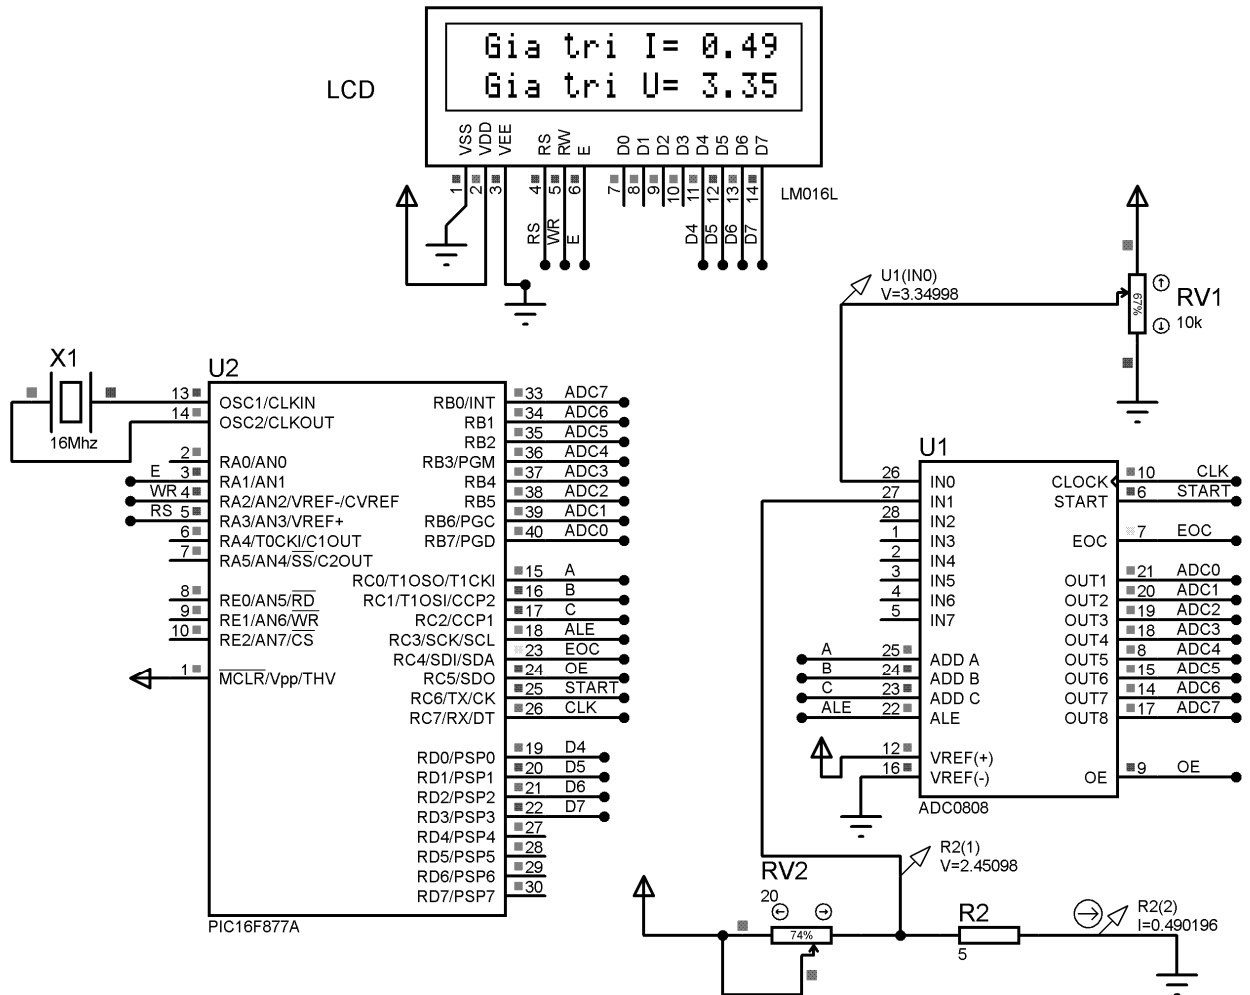 Gia tri I= 0.49
Gia tri U= 3.35
LCD
VSS VDD VEE RS RW E D0 D1 D2 D3 D4 D5 D6 D7
1 2 3 4 5 6 7 8 9 10 11 12 13 14
LM016L
RS WR E D4 D5 D6 D7
U1(IN0)
V=3.34998
67%
RV1
10k
X1
16Mhz
U2
13 OSC1/CLKIN
14 OSC2/CLKOUT
2 RA0/AN0
E 3 RA1/AN1
WR 4 RA2/AN2/VREF-/CVREF
RS 5 RA3/AN3/VREF+
6 RA4/T0CKI/C1OUT
7 RA5/AN4/SS/C2OUT
8 RE0/AN5/RD
9 RE1/AN6/WR
10 RE2/AN7/CS
1 MCLR/Vpp/THV
RB0/INT 33 ADC7
RB1 34 ADC6
RB2 35 ADC5
RB3/PGM 36 ADC4
RB4 37 ADC3
RB5 38 ADC2
RB6/PGC 39 ADC1
RB7/PGD 40 ADC0
RC0/T1OSO/T1CKI 15 A
RC1/T1OSI/CCP2 16 B
RC2/CCP1 17 C
RC3/SCK/SCL 18 ALE
RC4/SDI/SDA 23 EOC
RC5/SDO 24 OE
RC6/TX/CK 25 START
RC7/RX/DT 26 CLK
RD0/PSP0 19 D4
RD1/PSP1 20 D5
RD2/PSP2 21 D6
RD3/PSP3 22 D7
RD4/PSP4 27
RD5/PSP5 28
RD6/PSP6 29
RD7/PSP7 30
PIC16F877A
U1
26 IN0
27 IN1
28 IN2
1 IN3
2 IN4
3 IN5
4 IN6
5 IN7
A 25 ADD A
B 24 ADD B
C 23 ADD C
ALE 22 ALE
12 VREF(+)
16 VREF(-)
CLOCK 10 CLK
START 6 START
EOC 7 EOC
OUT1 21 ADC0
OUT2 20 ADC1
OUT3 19 ADC2
OUT4 18 ADC3
OUT5 8 ADC4
OUT6 15 ADC5
OUT7 14 ADC6
OUT8 17 ADC7
OE 9 OE
ADC0808
R2(1)
V=2.45098
RV2
20
74%
R2
5
R2(2)
I=0.490196